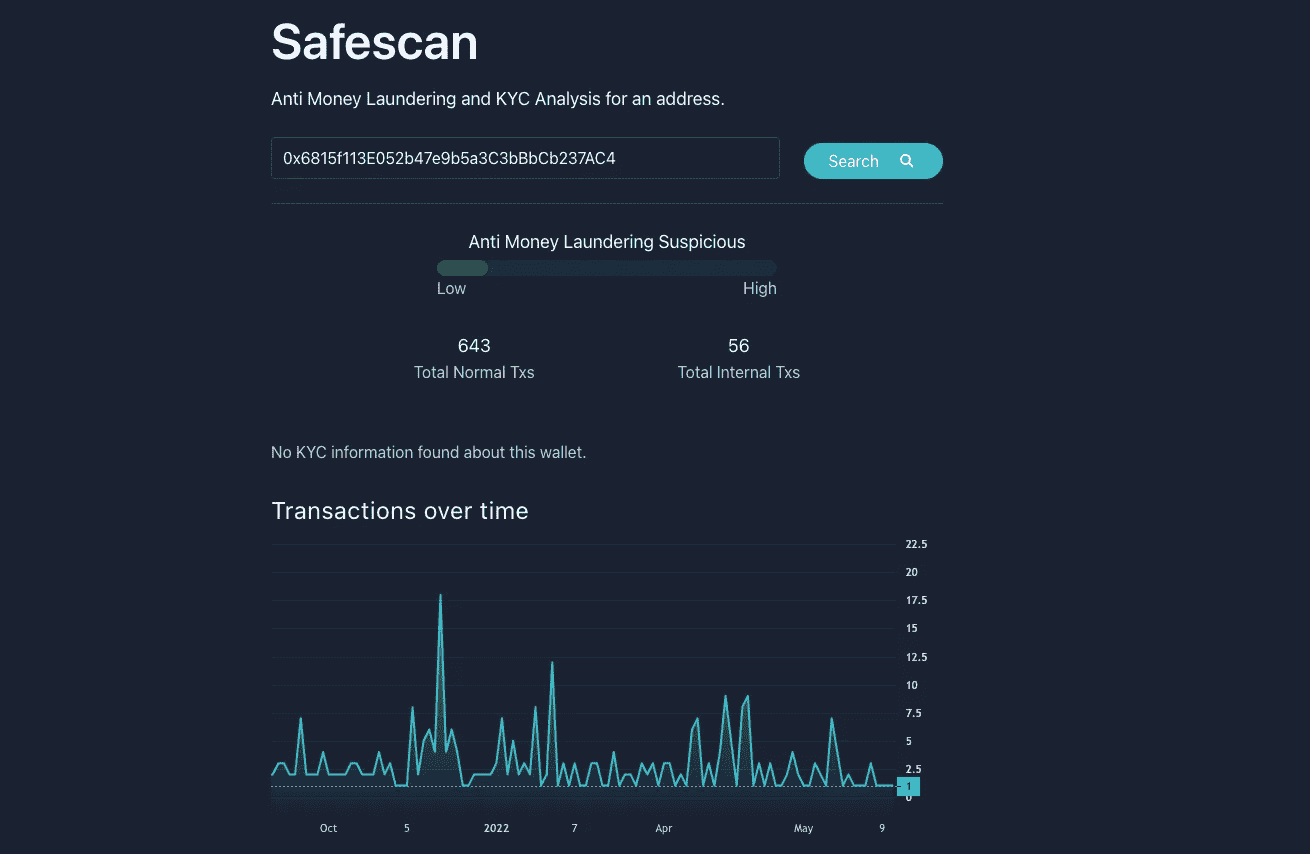 Safescan
Anti Money Laundering and KYC Analysis for an address.
0x6815f113E052b47e9b5a3C3bBbCb237AC4
Search
Anti Money Laundering Suspicious
Low High
643 56
Total Normal Txs Total Internal Txs
No KYC information found about this wallet.
Transactions over time
22.5
20
17.5
15
12.5
10
7.5
5
2.5
1
0
Oct 5 2022 7 Apr May 9